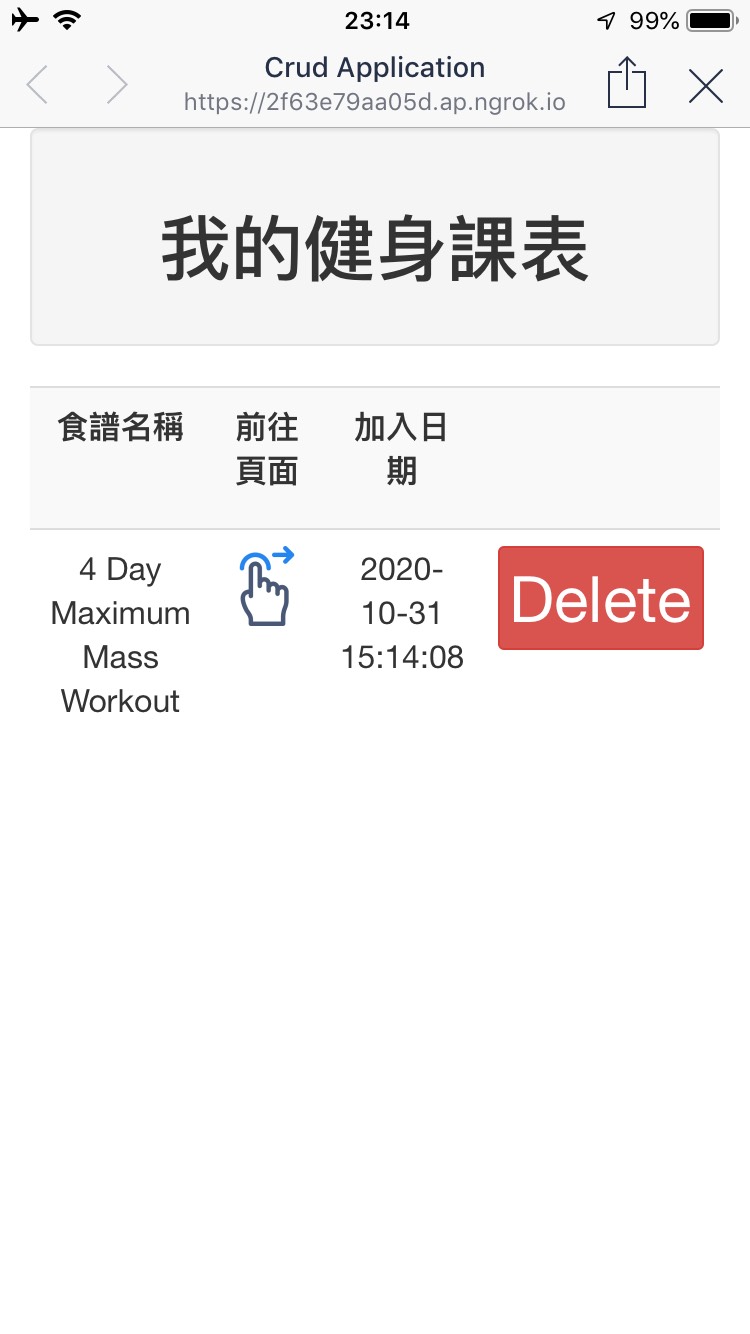 23:14
99%
Crud Application
https://2f63e79aa05d.ap.ngrok.io
我的健身課表
食譜名稱
前往
頁面
加入日
期
4 Day
Maximum
Mass
Workout
2020-
10-31
15:14:08
Delete